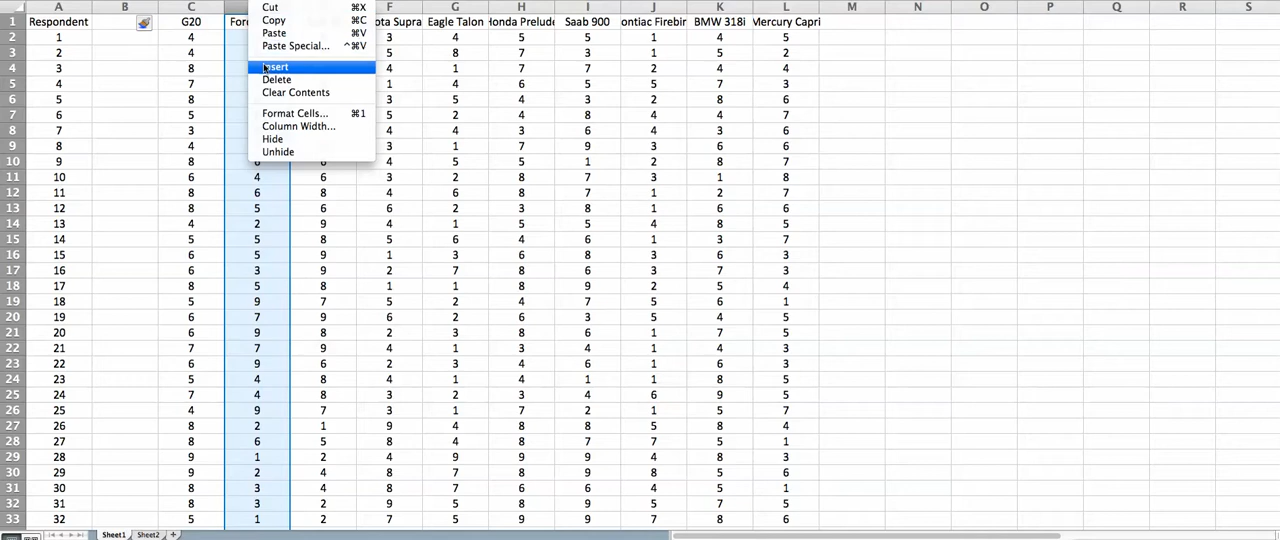 A B C F G H I J K L M N O P Q R S
1 Respondent G20 For ota Supra Eagle Talon Honda Prelude Saab 900 ontiac Firebir BMW 318i Mercury Capri
Cut ⌘X
Copy ⌘C
Paste ⌘V
Paste Special... ^⌘V
Insert
Delete
Clear Contents
Format Cells... ⌘1
Column Width...
Hide
Unhide
2 1 4 3 4 5 5 1 4 5
3 2 4 5 8 7 3 1 5 2
4 3 8 4 1 7 7 2 4 4
5 4 7 1 4 6 5 5 7 3
6 5 8 6 5 4 3 2 8 6
7 6 5 5 2 4 8 4 4 7
8 7 3 4 4 3 6 4 3 6
9 8 4 3 1 7 9 3 6 6
10 9 8 4 5 5 1 2 8 7
11 10 6 4 6 3 2 8 7 3 1 8
12 11 8 6 8 4 6 8 7 1 2 7
13 12 8 5 6 6 2 3 8 1 6 6
14 13 4 2 9 4 1 5 5 4 8 5
15 14 5 5 8 5 6 4 6 1 3 7
16 15 6 5 9 1 3 6 8 3 6 3
17 16 6 3 9 2 7 8 6 3 7 3
18 17 8 5 8 1 1 8 9 2 5 4
19 18 5 9 7 5 2 4 7 5 6 1
20 19 6 7 9 6 2 6 3 5 4 5
21 20 6 9 8 2 3 8 6 1 7 5
22 21 7 7 9 4 1 3 4 1 4 3
23 22 6 9 6 2 3 4 6 1 6 3
24 23 5 4 8 4 1 4 1 1 8 5
25 24 7 4 8 3 2 3 4 6 9 5
26 25 4 9 7 3 1 7 2 1 5 7
27 26 8 2 1 9 4 8 8 5 8 4
28 27 8 6 5 8 4 8 7 7 5 1
29 28 9 1 2 4 9 9 9 4 8 3
30 29 9 2 4 8 7 8 9 8 5 6
31 30 8 3 4 8 7 6 6 4 5 1
32 31 8 3 2 9 5 8 9 5 7 5
33 32 5 1 2 7 5 9 9 7 8 6
Sheet1 Sheet2 +